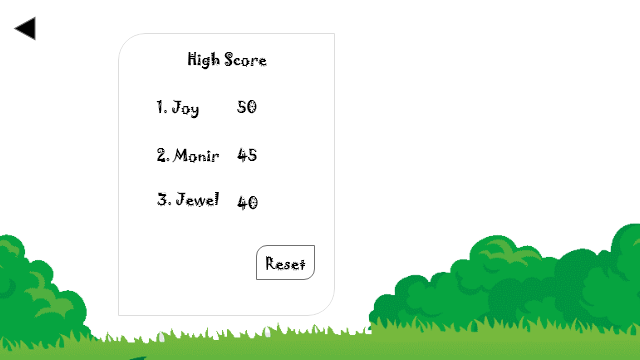 High Score
1. Joy 50
2. Monir 45
3. Jewel 40
Reset